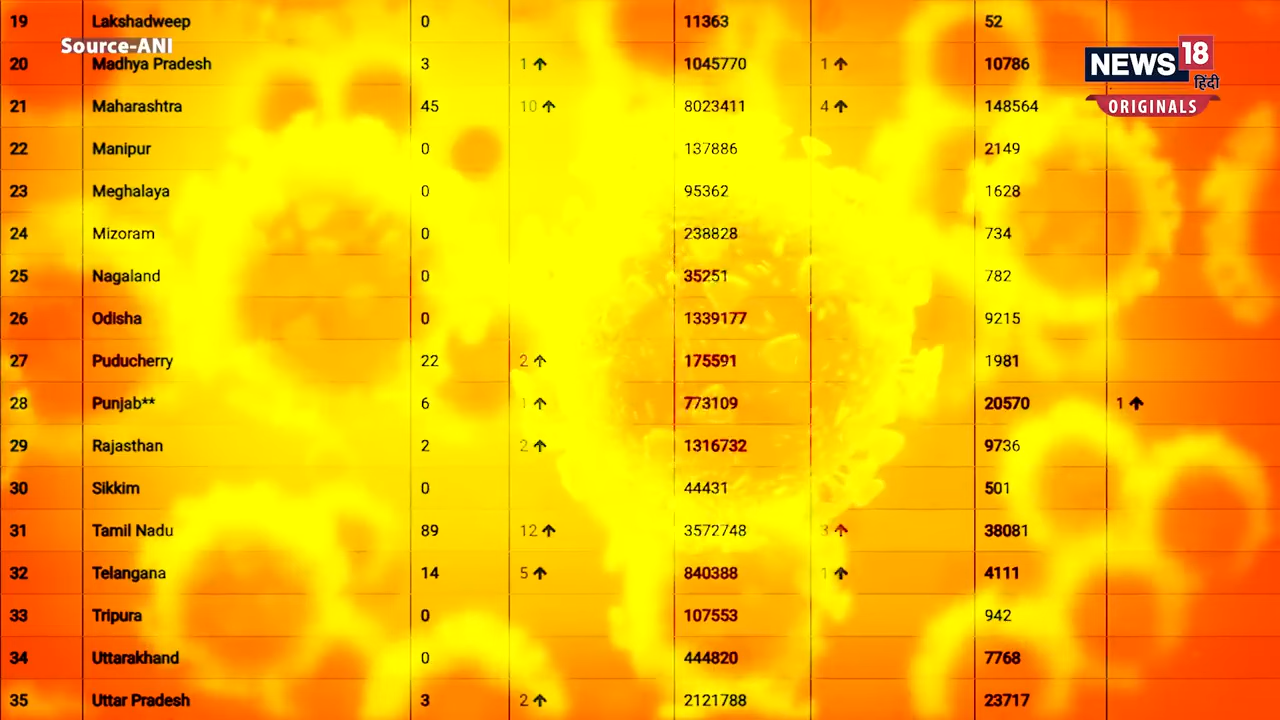 19 Lakshadweep 0 11363 52
Source-ANI
20 Madhya Pradesh 3 1↑ 1045770 1↑ 10786
NEWS 18
हिंदी
ORIGINALS
21 Maharashtra 45 10↑ 8023411 4↑ 148564
22 Manipur 0 137886 2149
23 Meghalaya 0 95362 1628
24 Mizoram 0 238828 734
25 Nagaland 0 35251 782
26 Odisha 0 1339177 9215
27 Puducherry 22 2↑ 175591 1981
28 Punjab** 6 1↑ 773109 20570 1↑
29 Rajasthan 2 2↑ 1316732 9736
30 Sikkim 0 44431 501
31 Tamil Nadu 89 12↑ 3572748 3↑ 38081
32 Telangana 14 5↑ 840388 1↑ 4111
33 Tripura 0 107553 942
34 Uttarakhand 0 444820 7768
35 Uttar Pradesh 3 2↑ 2121788 23717